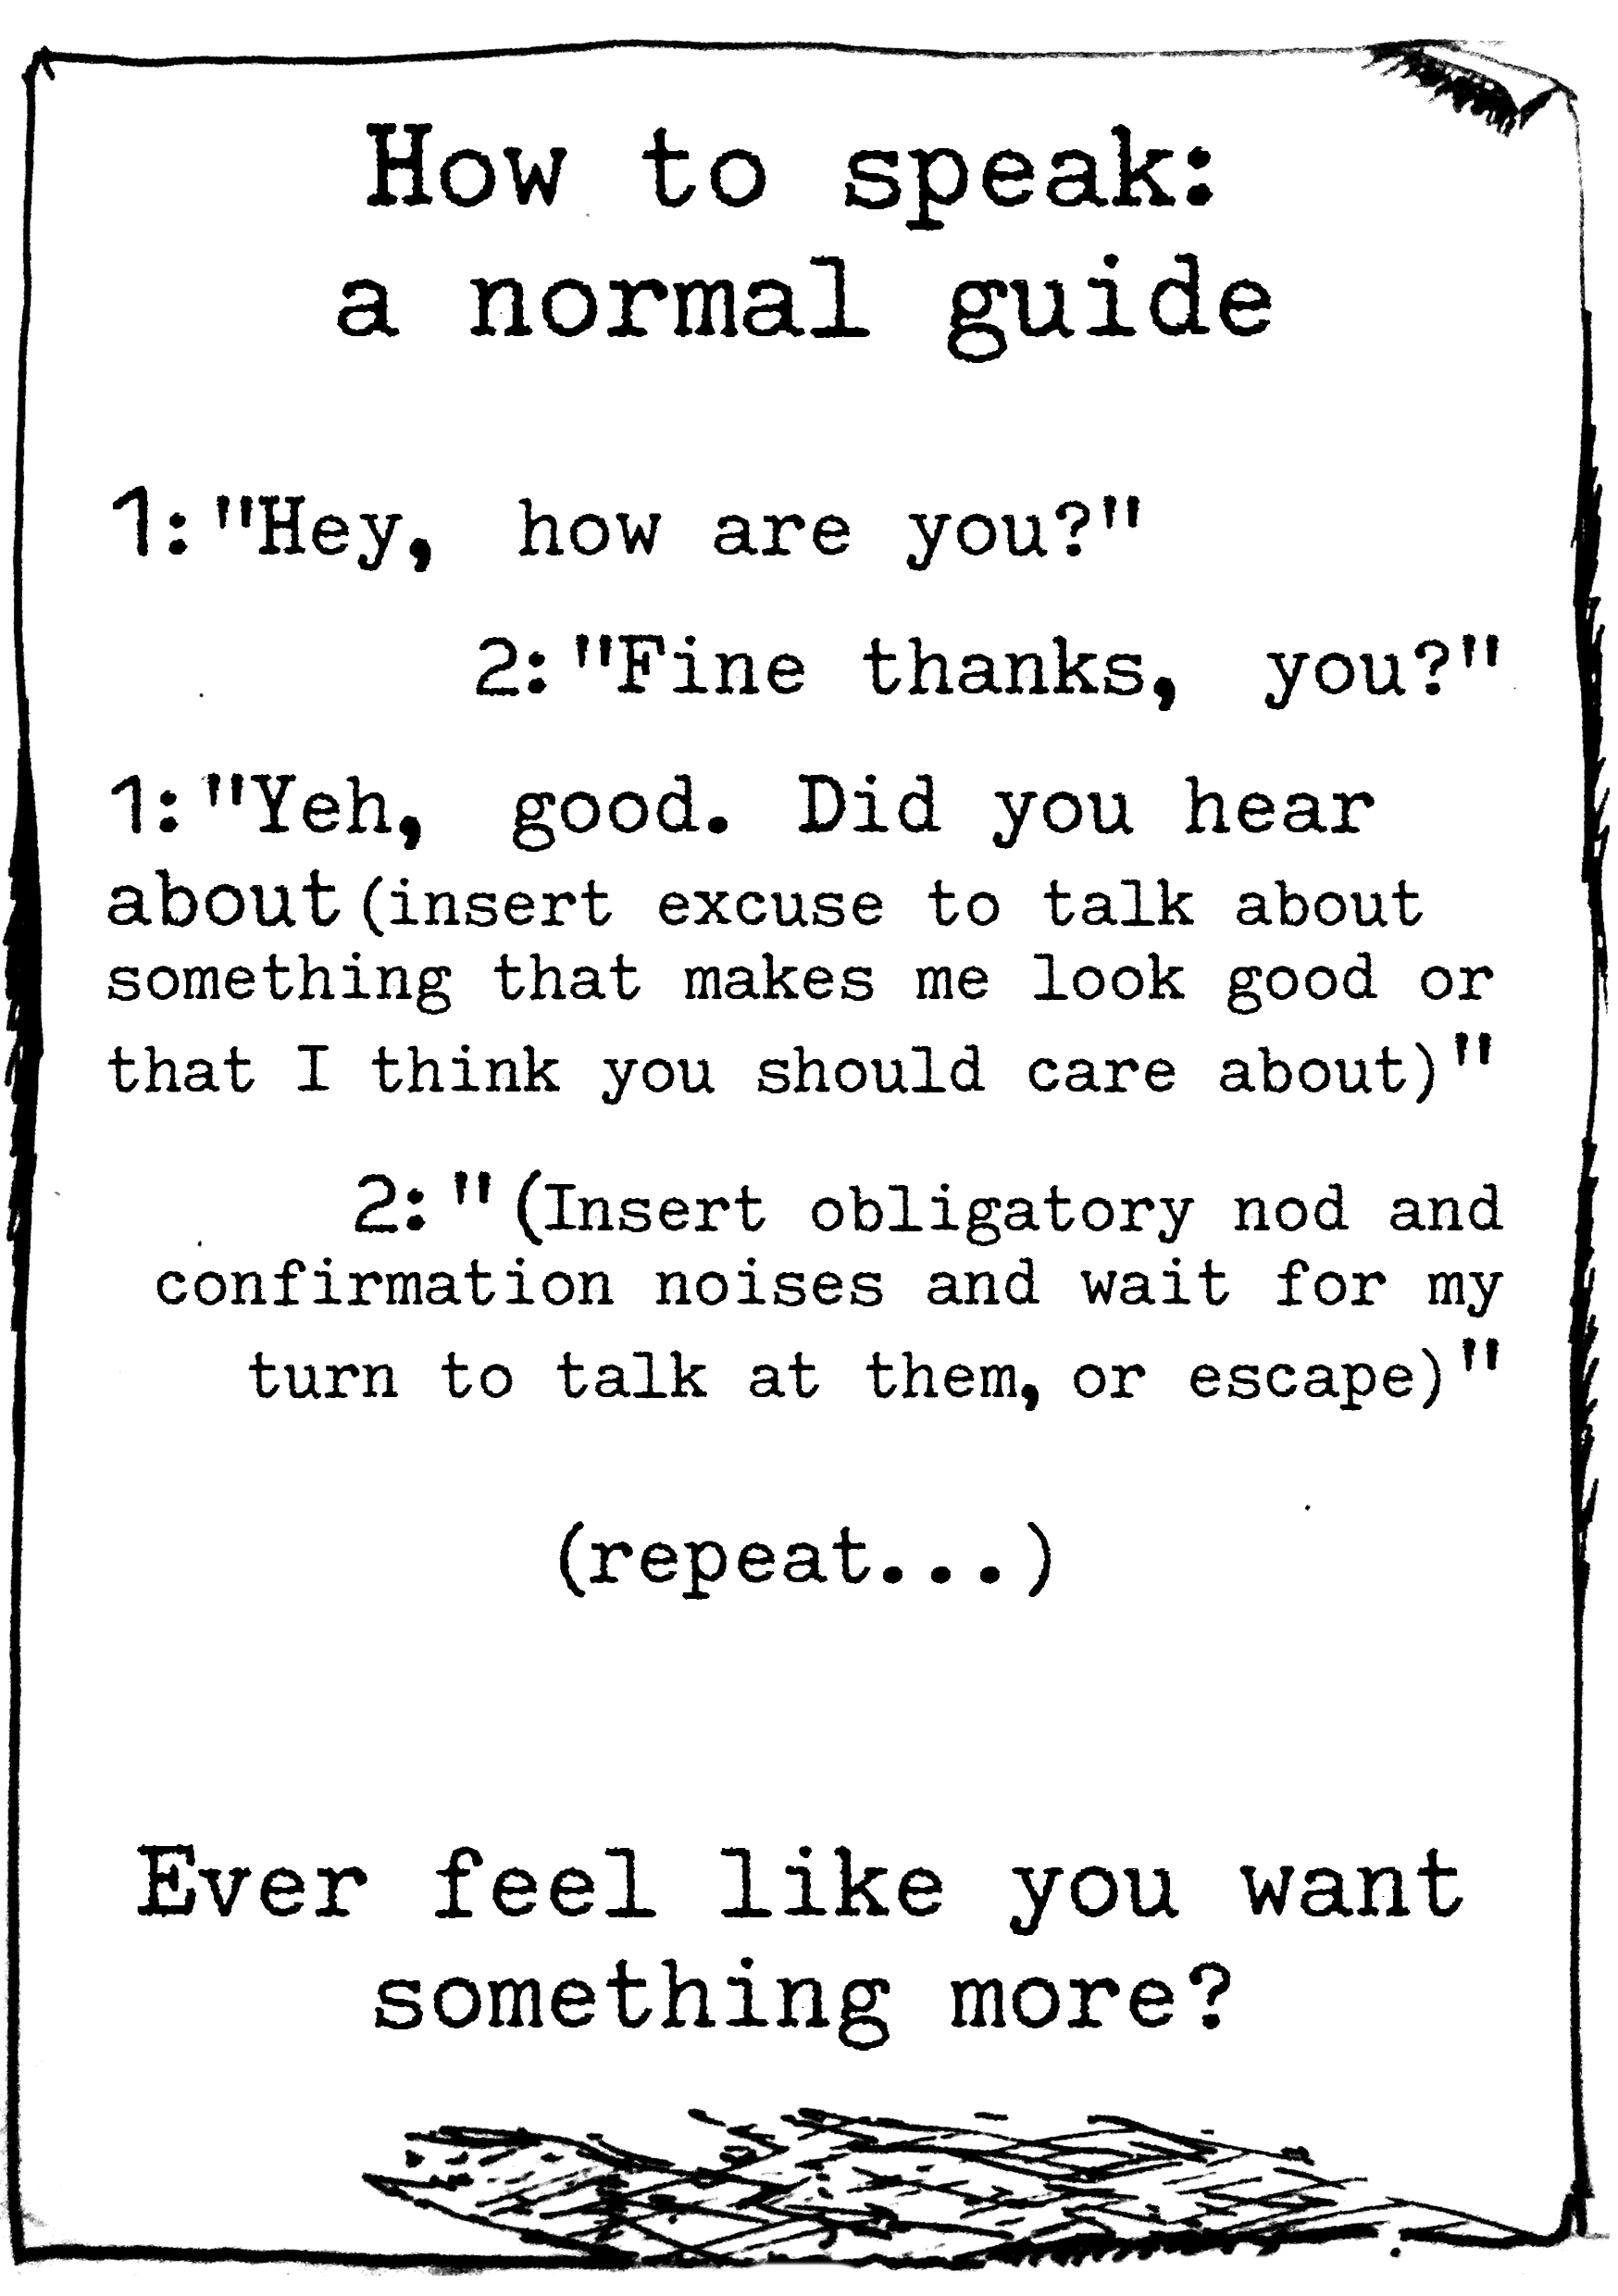 How to speak:
a normal guide
1:"Hey, how are you?"
2:"Fine thanks, you?"
1:"Yeh, good. Did you hear
about (insert excuse to talk about
something that makes me look good or
that I think you should care about)"
2:"(Insert obligatory nod and
confirmation noises and wait for my
turn to talk at them, or escape)"
(repeat...)
Ever feel like you want
something more?